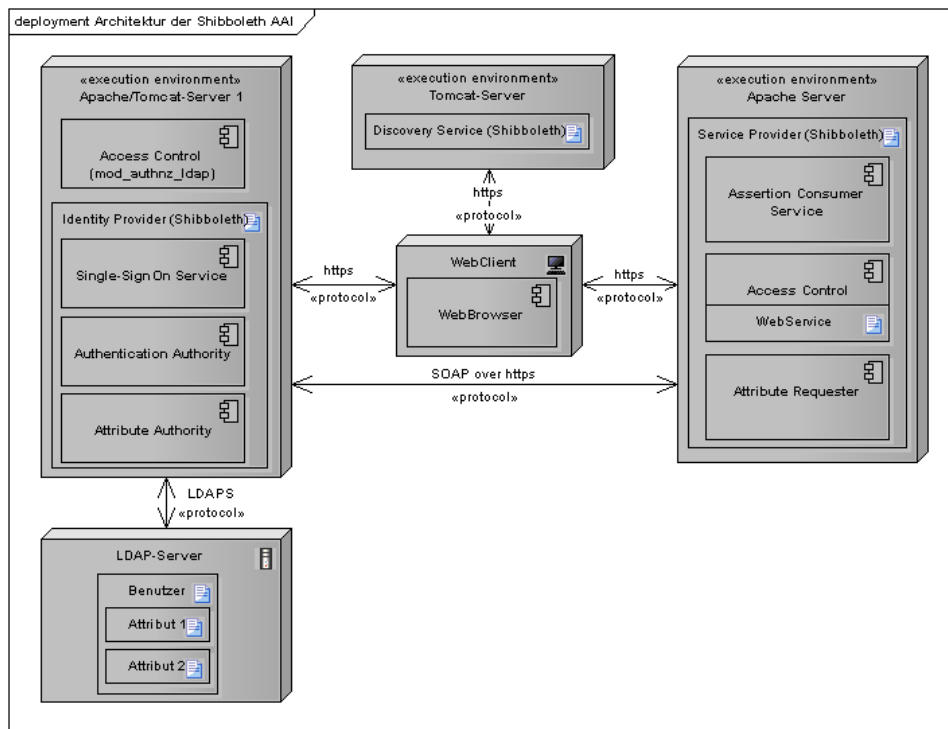 deployment Architektur der Shibboleth AAI
«execution environment»
Apache/Tomcat-Server 1
Access Control
(mod_authnz_ldap)
Identity Provider (Shibboleth)
Single-Sign On Service
Authentication Authority
Attribute Authority
«execution environment»
Tomcat-Server
Discovery Service (Shibboleth)
https
«protocol»
WebClient
WebBrowser
https
«protocol»
https
«protocol»
SOAP over https
«protocol»
«execution environment»
Apache Server
Service Provider (Shibboleth)
Assertion Consumer
Service
Access Control
WebService
Attribute Requester
LDAPS
«protocol»
LDAP-Server
Benutzer
Attribut 1
Attribut 2